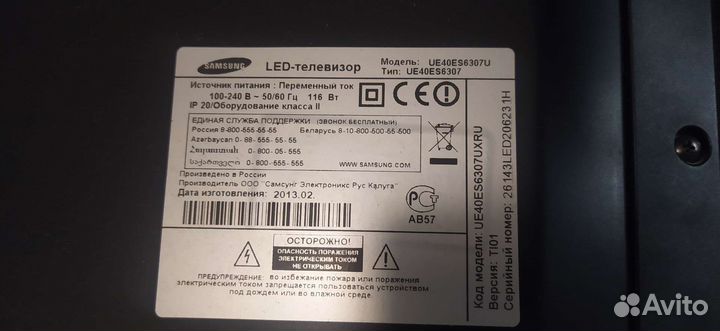 SAMSUNG
LED-телевизор
Модель: UE40ES6307U
Тип: UE40ES6307
Источник питания : Переменный ток
100-240 В ~ 50/60 Гц 116 Вт
IP 20/Оборудование класса II
ЕДИНАЯ СЛУЖБА ПОДДЕРЖКИ (ЗВОНОК БЕСПЛАТНЫЙ)
Россия 8-800-555-55-55 Беларусь 8-10-800-500-55-500
Azərbaycan 0-88-555-55-55
Հայաստան 0-800-05-555
საქართველო 0-800-555-555
WWW.SAMSUNG.COM
Произведено в России
Производитель ООО "Самсунг Электроникс Рус Калуга"
Дата изготовления: 2013.02.
АВ57
ОСТОРОЖНО!
ОПАСНОСТЬ ПОРАЖЕНИЯ
ЭЛЕКТРИЧЕСКИМ ТОКОМ
НЕ ОТКРЫВАТЬ
ПРЕДУПРЕЖДЕНИЕ: во избежание пожара или поражения
электрическим током запрещается пользоваться устройством
под дождем или во влажной среде.
Код модели: UE40ES6307UXRU
Версия: TI01
Серийный номер: 26143LED206231H
Avito